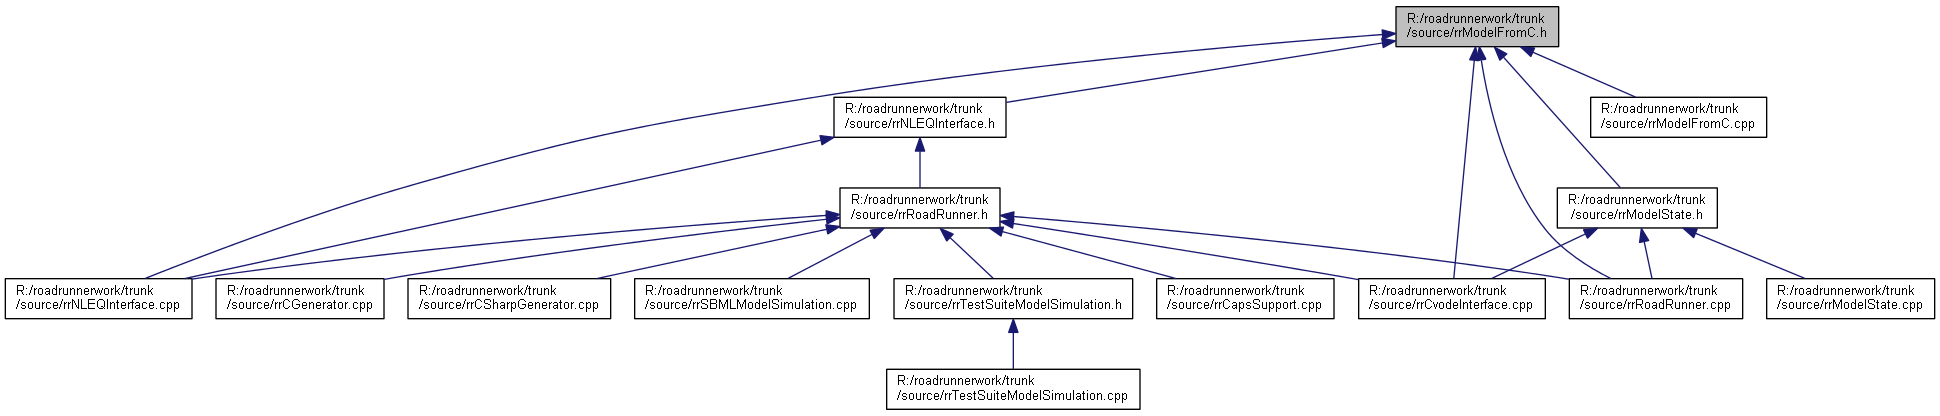 R:/roadrunnerwork/trunk
/source/rrModelFromC.h
R:/roadrunnerwork/trunk
/source/rrNLEQInterface.h
R:/roadrunnerwork/trunk
/source/rrModelFromC.cpp
R:/roadrunnerwork/trunk
/source/rrRoadRunner.h
R:/roadrunnerwork/trunk
/source/rrModelState.h
R:/roadrunnerwork/trunk
/source/rrNLEQInterface.cpp
R:/roadrunnerwork/trunk
/source/rrCGenerator.cpp
R:/roadrunnerwork/trunk
/source/rrCSharpGenerator.cpp
R:/roadrunnerwork/trunk
/source/rrSBMLModelSimulation.cpp
R:/roadrunnerwork/trunk
/source/rrTestSuiteModelSimulation.h
R:/roadrunnerwork/trunk
/source/rrCapsSupport.cpp
R:/roadrunnerwork/trunk
/source/rrCvodeInterface.cpp
R:/roadrunnerwork/trunk
/source/rrRoadRunner.cpp
R:/roadrunnerwork/trunk
/source/rrModelState.cpp
R:/roadrunnerwork/trunk
/source/rrTestSuiteModelSimulation.cpp